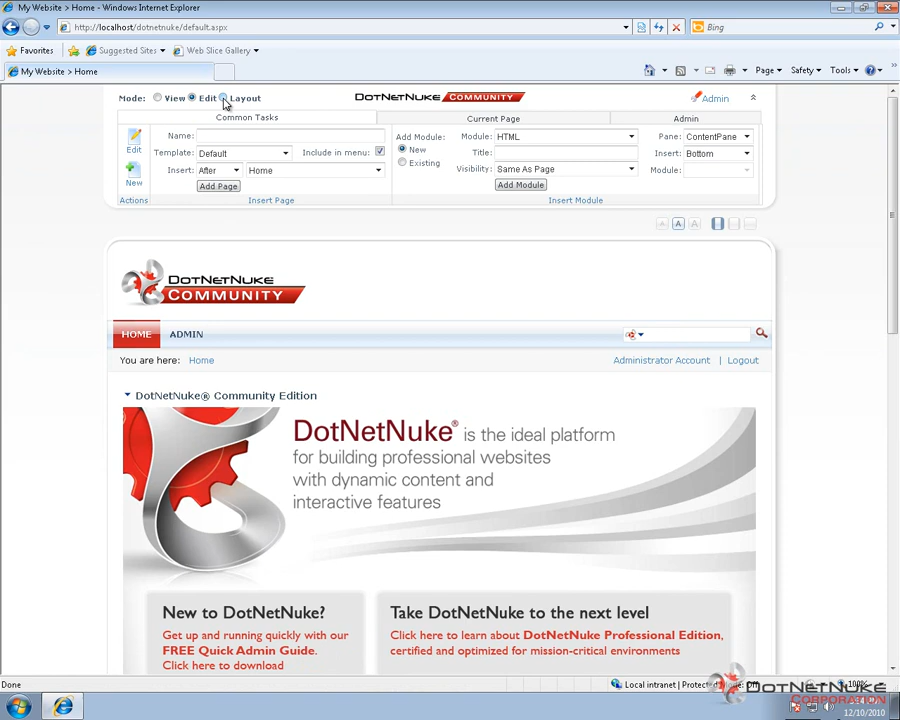 My Website > Home - Windows Internet Explorer
http://localhost/dotnetnuke/default.aspx
Bing
Favorites
Suggested Sites
Web Slice Gallery
My Website > Home
Page
Safety
Tools
Mode: View Edit Layout
DOTNETNUKE COMMUNITY
Admin
Common Tasks
Current Page
Admin
Edit
New
Actions
Name:
Template: Default
Include in menu:
Insert: After
Home
Add Page
Insert Page
Add Module:
New
Existing
Module: HTML
Title:
Visibility: Same As Page
Add Module
Insert Module
Pane: ContentPane
Insert: Bottom
Module:
A A A
DOTNETNUKE
COMMUNITY
HOME
ADMIN
You are here: Home
Administrator Account | Logout
DotNetNuke® Community Edition
DotNetNuke® is the ideal platform
for building professional websites
with dynamic content and
interactive features
New to DotNetNuke?
Get up and running quickly with our
FREE Quick Admin Guide.
Click here to download
Take DotNetNuke to the next level
Click here to learn about DotNetNuke Professional Edition,
certified and optimized for mission-critical environments
Done
Local intranet | Protected Mode: Off
100%
DOTNETNUKE
CORPORATION
12/10/2010